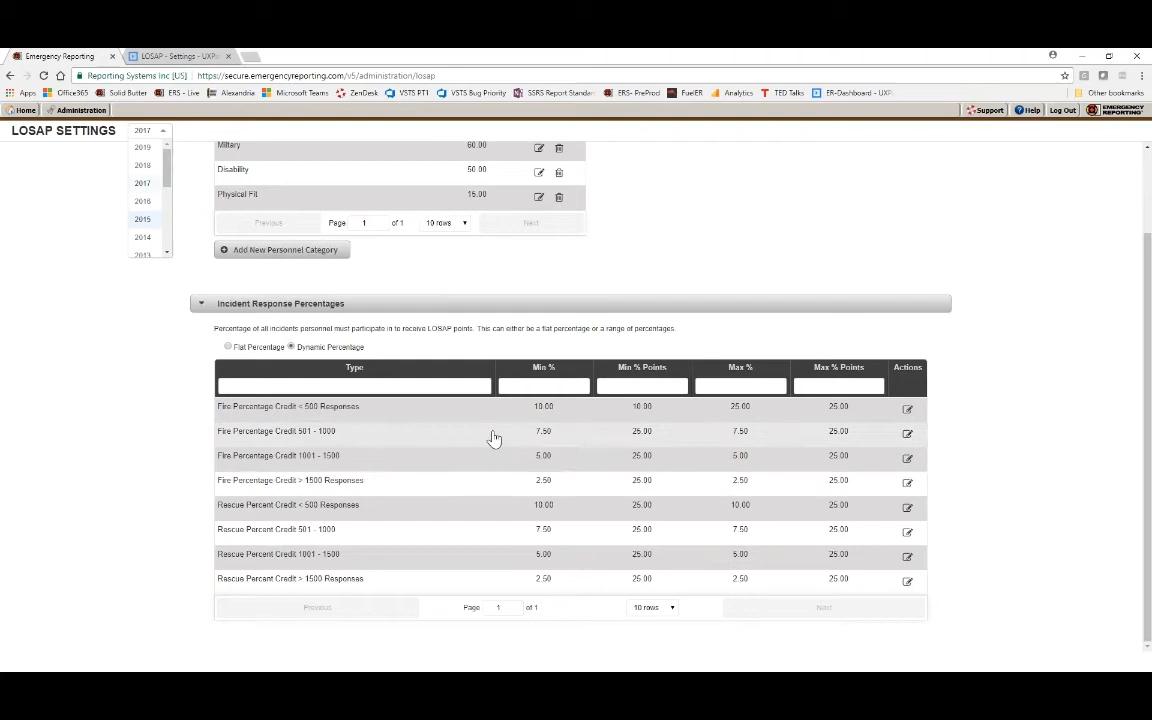 Emergency Reporting
LOSAP - Settings - UXPi
Reporting Systems Inc [US] https://secure.emergencyreporting.com/v5/administration/losap
Apps Office365 Solid Butter ERS - Live Alexandria Microsoft Teams ZenDesk VSTS PT1 VSTS Bug Priority SSRS Report Standar ERS- PreProd FuelER Analytics TED Talks ER-Dashboard - UXP Other bookmarks
Home Administration Support Help Log Out EMERGENCY REPORTING
LOSAP SETTINGS 2017
2019
2018
2017
2016
2015
2014
2013
Miltary 60.00
Disability 50.00
Physical Fit 15.00
Previous Page 1 of 1 10 rows Next
Add New Personnel Category
Incident Response Percentages
Percentage of all incidents personnel must participate in to receive LOSAP points. This can either be a flat percentage or a range of percentages.
Flat Percentage Dynamic Percentage
Type Min % Min % Points Max % Max % Points Actions
Fire Percentage Credit < 500 Responses 10.00 10.00 25.00 25.00
Fire Percentage Credit 501 - 1000 7.50 25.00 7.50 25.00
Fire Percentage Credit 1001 - 1500 5.00 25.00 5.00 25.00
Fire Percentage Credit > 1500 Responses 2.50 25.00 2.50 25.00
Rescue Percent Credit < 500 Responses 10.00 25.00 10.00 25.00
Rescue Percent Credit 501 - 1000 7.50 25.00 7.50 25.00
Rescue Percent Credit 1001 - 1500 5.00 25.00 5.00 25.00
Rescue Percent Credit > 1500 Responses 2.50 25.00 2.50 25.00
Previous Page 1 of 1 10 rows Next